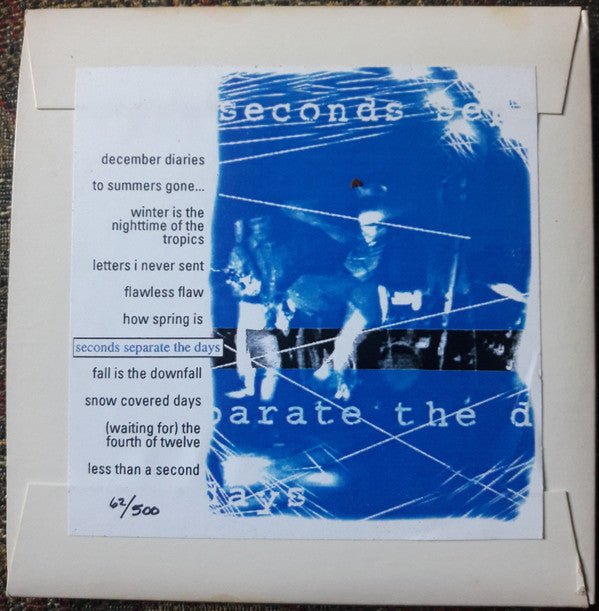 seconds se
december diaries
to summers gone...
winter is the
nighttime of the
tropics
letters i never sent
flawless flaw
how spring is
seconds separate the days
fall is the downfall
snow covered days
(waiting for) the
fourth of twelve
less than a second
62/500
parate the d
ays